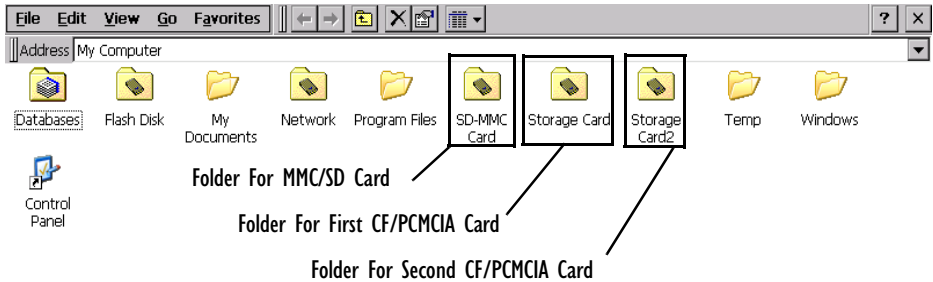 File Edit View Go Favorites ?
Address My Computer
Databases Flash Disk My Documents Network Program Files SD-MMC Card Storage Card Storage Card2 Temp Windows
Control Panel
Folder For MMC/SD Card
Folder For First CF/PCMCIA Card
Folder For Second CF/PCMCIA Card